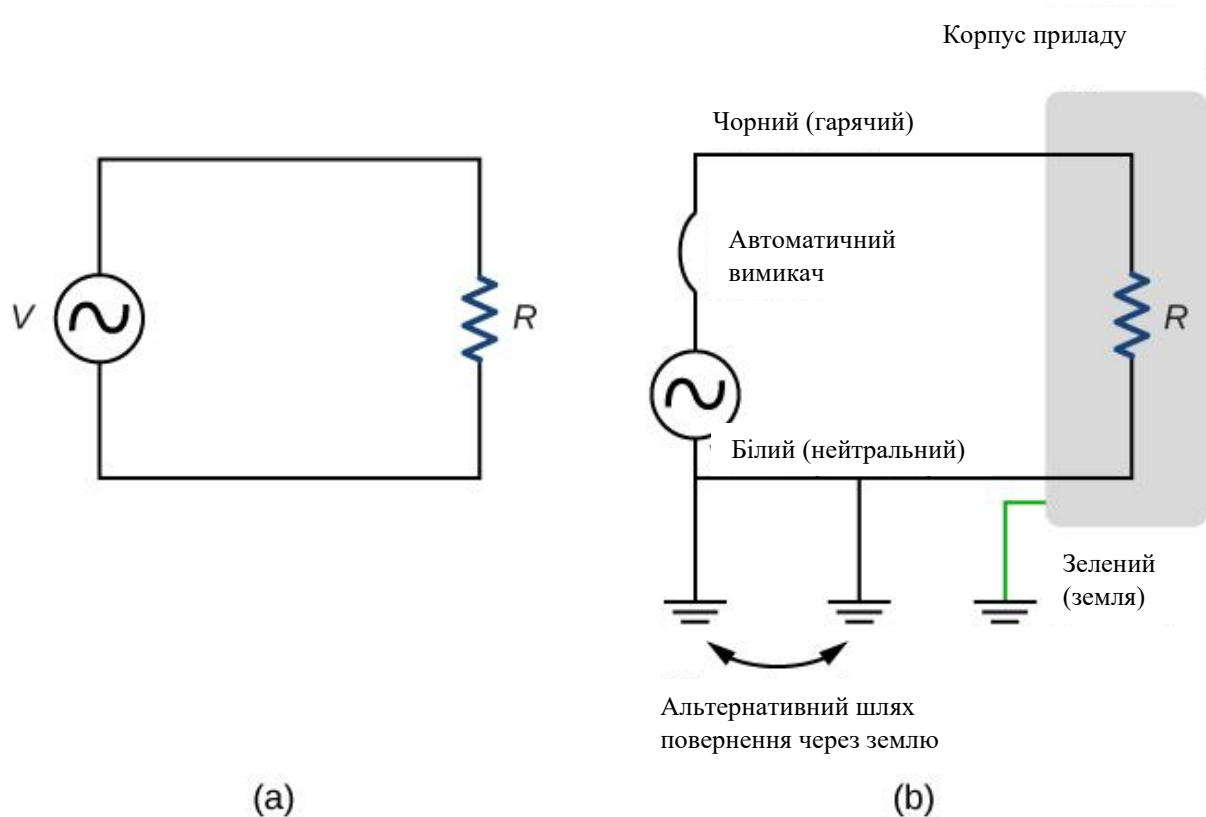 Корпус приладу
Чорний (гарячий)
Автоматичний
вимикач
V
R
R
Білий (нейтральний)
Зелений
(земля)
Альтернативний шлях
повернення через землю
(a)
(b)